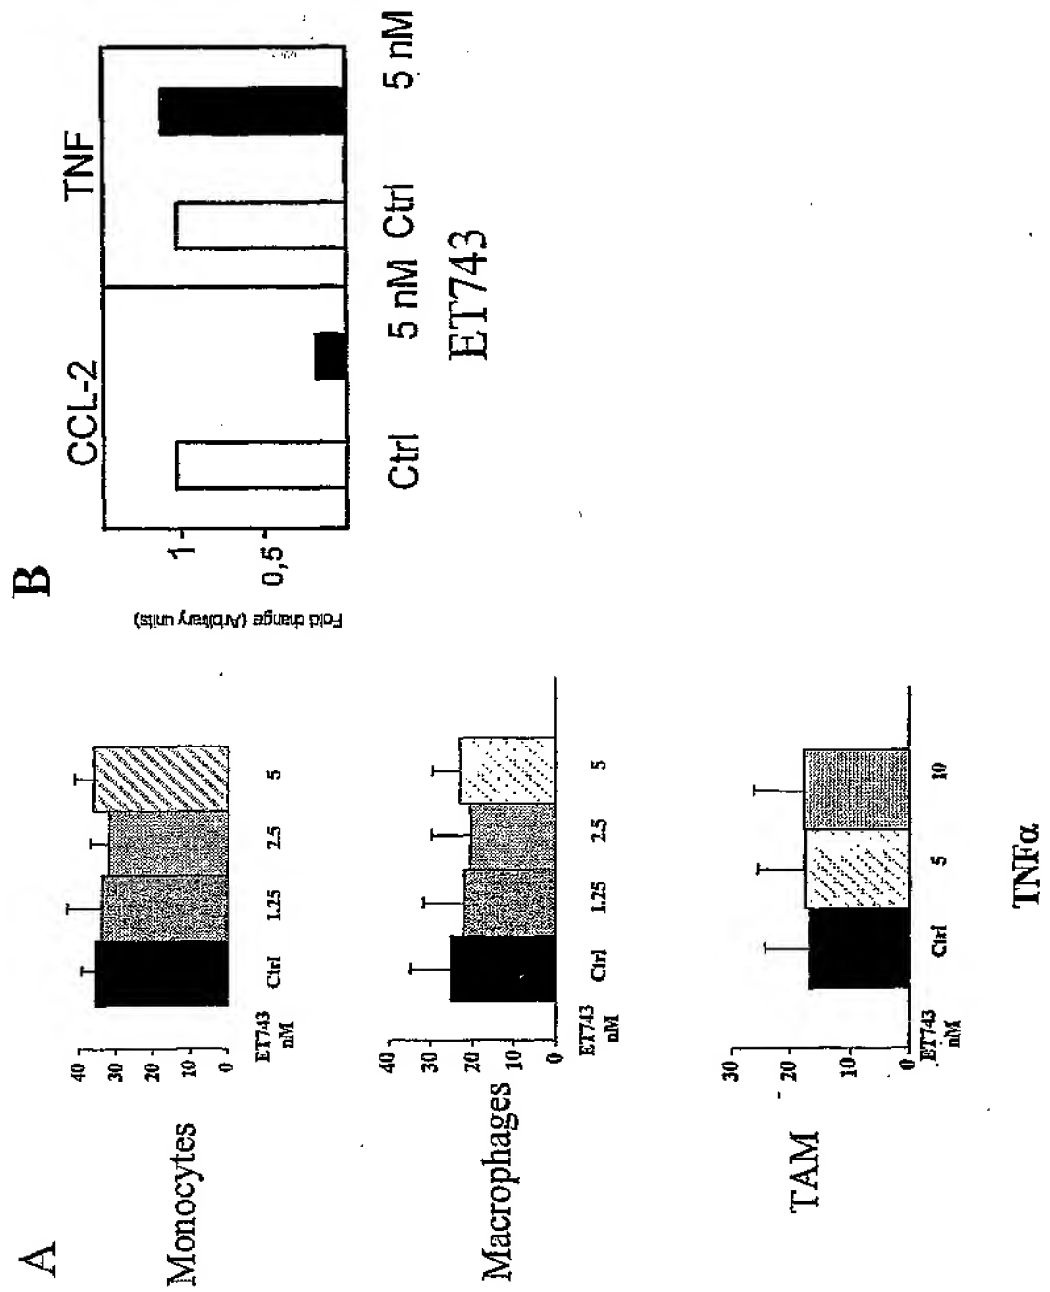 A
Monocytes
40
30
20
10
0
ET743
nM
Ctrl 1.25 2.5 5
Macrophages
40
30
20
10
0
ET743
nM
Ctrl 1.25 2.5 5
TAM
30
20
10
0
ET743
nM
Ctrl 5 10
TNFα
B
CCL-2 TNF
Fold change (Arbitrary units)
1
0,5
Ctrl 5 nM Ctrl 5 nM
ET743